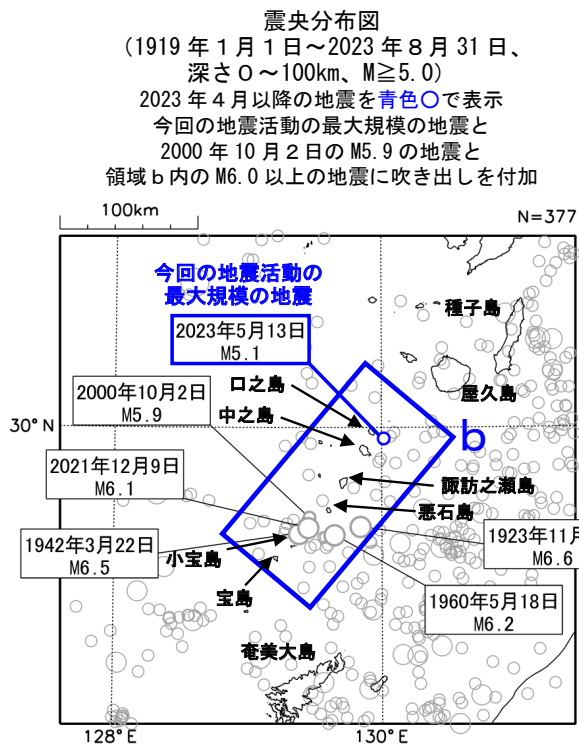 震央分布図
（1919年1月1日～2023年8月31日、
深さ０～100km、M≧5.0）
2023年４月以降の地震を青色○で表示
今回の地震活動の最大規模の地震と
2000年10月２日のM5.9の地震と
領域ｂ内のM6.0以上の地震に吹き出しを付加
100km
N=377
今回の地震活動の
最大規模の地震
種子島
2023年5月13日
M5.1
口之島
屋久島
2000年10月2日
M5.9
中之島
30°N
b
2021年12月9日
M6.1
諏訪之瀬島
悪石島
1942年3月22日
M6.5
小宝島
1923年11月
M6.6
宝島
1960年5月18日
M6.2
奄美大島
128°E
130°E